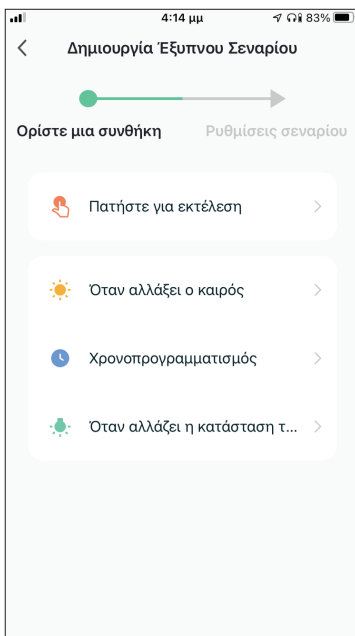 4:14 μμ 83%
Δημιουργία Έξυπνου Σεναρίου
Ορίστε μια συνθήκη Ρυθμίσεις σεναρίου
Πατήστε για εκτέλεση
Όταν αλλάξει ο καιρός
Χρονοπρογραμματισμός
Όταν αλλάζει η κατάσταση τ...